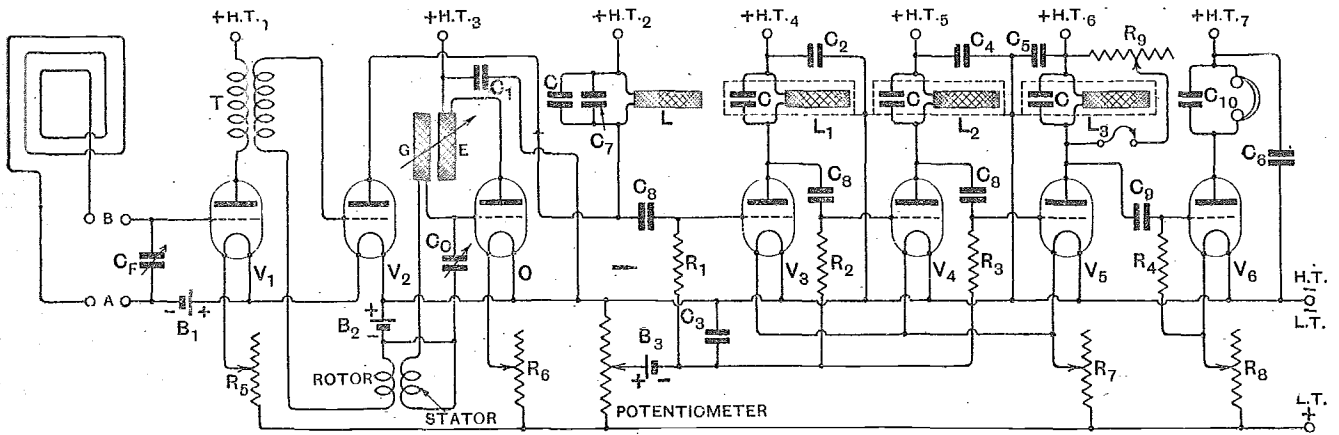 +H.T.1
+H.T.3
+H.T.2
+H.T.4
+H.T.5
+H.T.6
+H.T.7
T
C1
C
C7
L
C2
C
L1
C4
C
L2
C5
C
L3
R9
C10
C6
G
E
B
A
CF
B1
V1
V2
CO
O
C8
R1
V3
C8
R2
V4
C8
R3
V5
C9
R4
V6
H.T.
L.T.
B2
+
-
- +
R5
ROTOR
STATOR
R6
C3
B3
+ -
POTENTIOMETER
R7
R8
L.T.
+